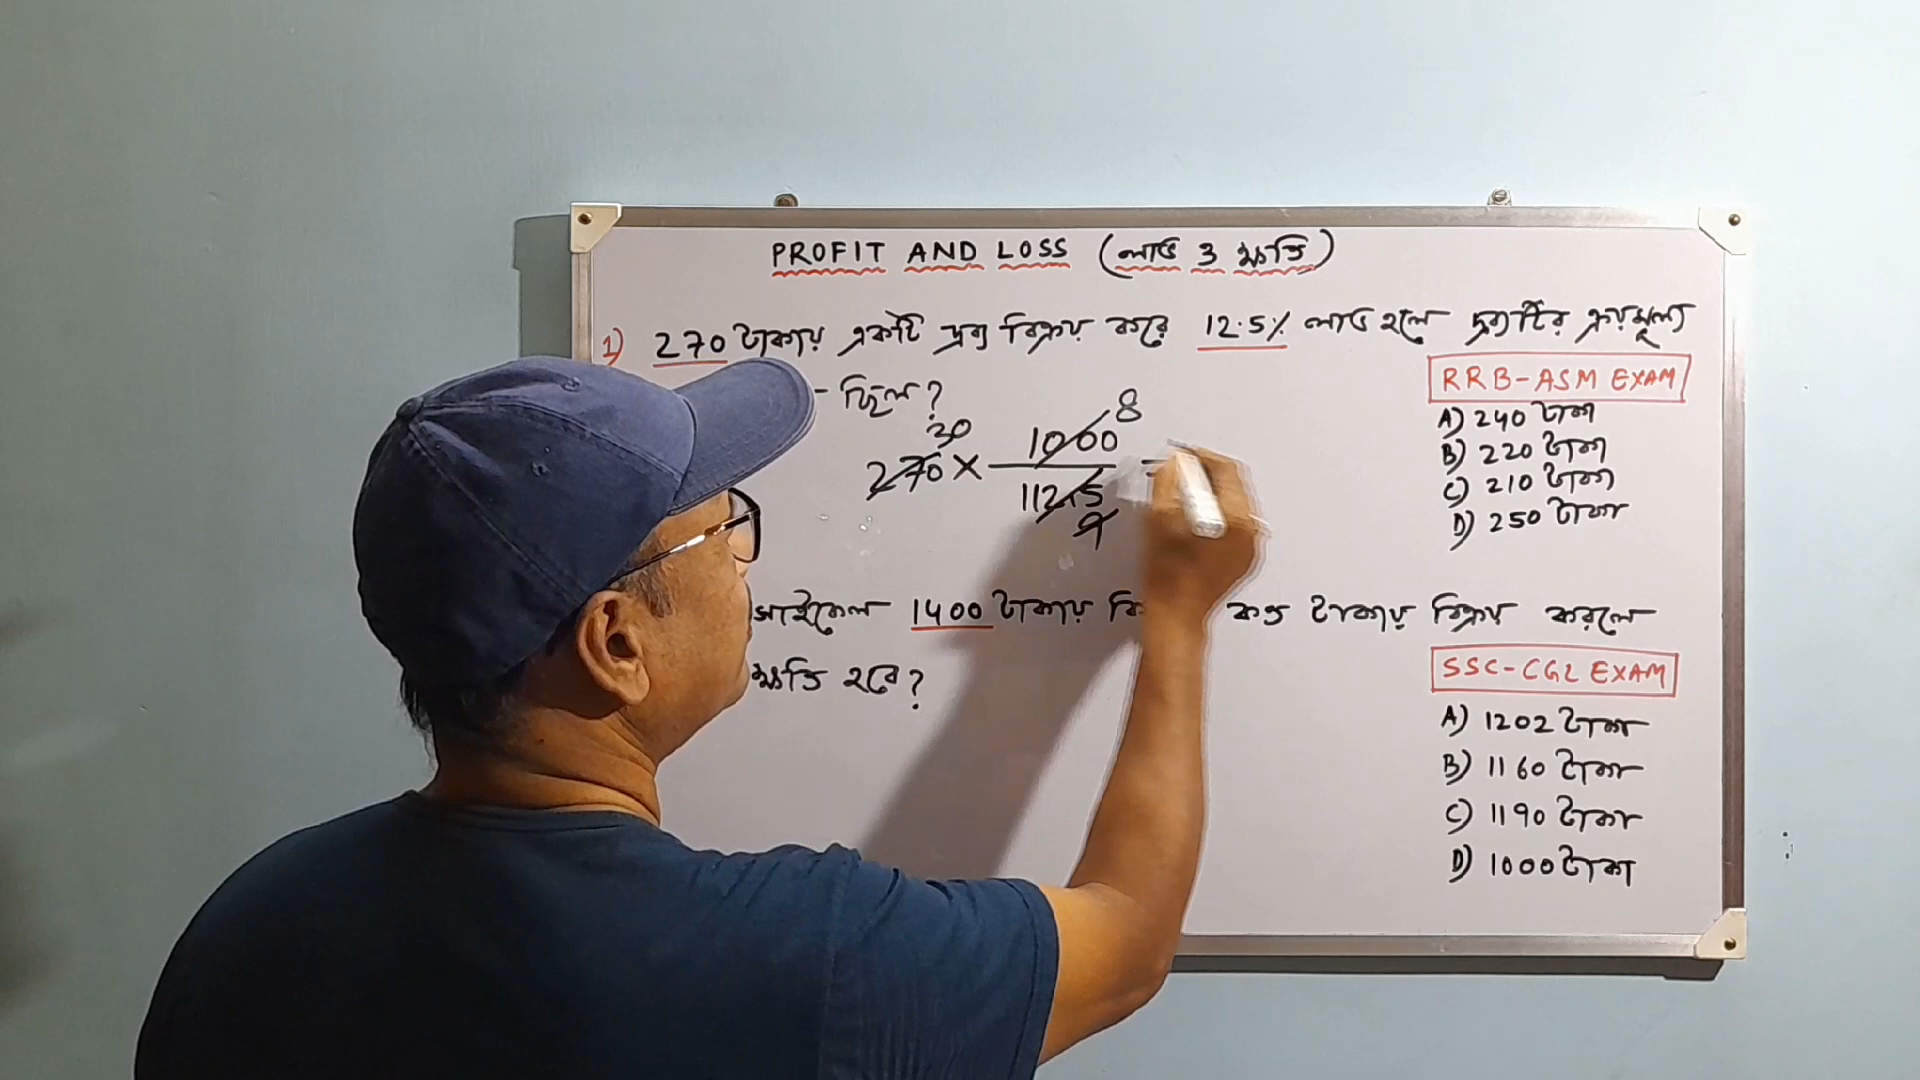 PROFIT AND LOSS (লাভ ও ক্ষতি)
1) 270 টাকায় একটি দ্রব্য বিক্রয় করে 12.5% লাভ হলে দ্রব্যটির ক্রয়মূল্য
ছিল?
RRB-ASM EXAM
A) 240 টাকা
B) 220 টাকা
C) 210 টাকা
D) 250 টাকা
30 8
270 × 1000 =
1125
9
সাইকেল 1400 টাকায় কত টাকায় বিক্রয় করলে
ক্ষতি হবে?
SSC-CGL EXAM
A) 1202 টাকা
B) 1160 টাকা
C) 1190 টাকা
D) 1000 টাকা